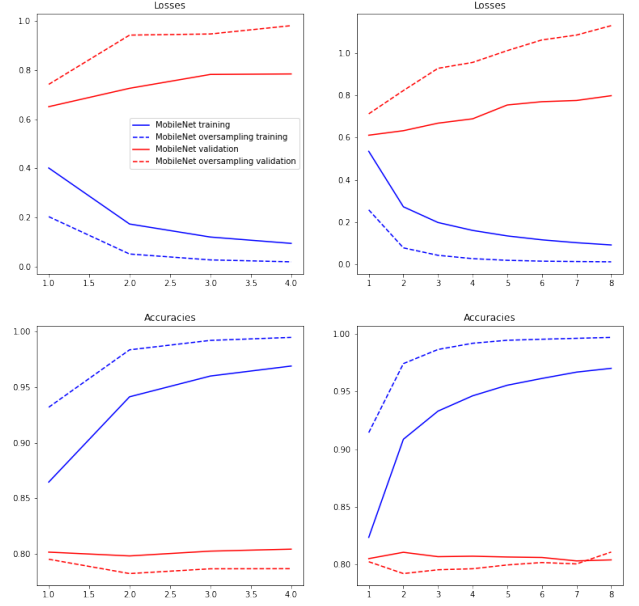 Losses
1.0
0.8
0.6
0.4
0.2
0.0
1.0 1.5 2.0 2.5 3.0 3.5 4.0
MobileNet training
MobileNet oversampling training
MobileNet validation
MobileNet oversampling validation
Losses
1.0
0.8
0.6
0.4
0.2
0.0
1 2 3 4 5 6 7 8
Accuracies
1.00
0.95
0.90
0.85
0.80
1.0 1.5 2.0 2.5 3.0 3.5 4.0
Accuracies
1.00
0.95
0.90
0.85
0.80
1 2 3 4 5 6 7 8